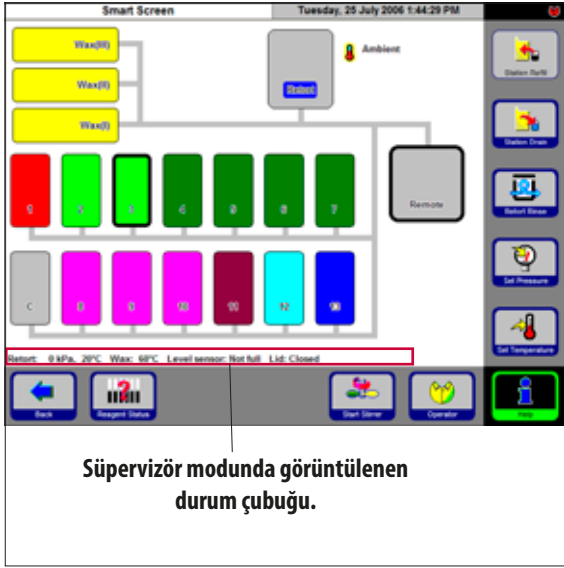 Smart Screen
Tuesday, 25 July 2006 1:44:29 PM
Wax(III)
Wax(II)
Wax(I)
Retort
Ambient
Remote
1 2 3 4 5 6 7
C 8 9 10 11 12 13
Retort: 0 kPa, 20°C Wax: 60°C Level sensor: Not full Lid: Closed
Station Refill
Station Drain
Retort Rinse
Set Pressure
Set Temperature
Back
Reagent Status
Start Stirrer
Operator
Help
Süpervizör modunda görüntülenen
durum çubuğu.